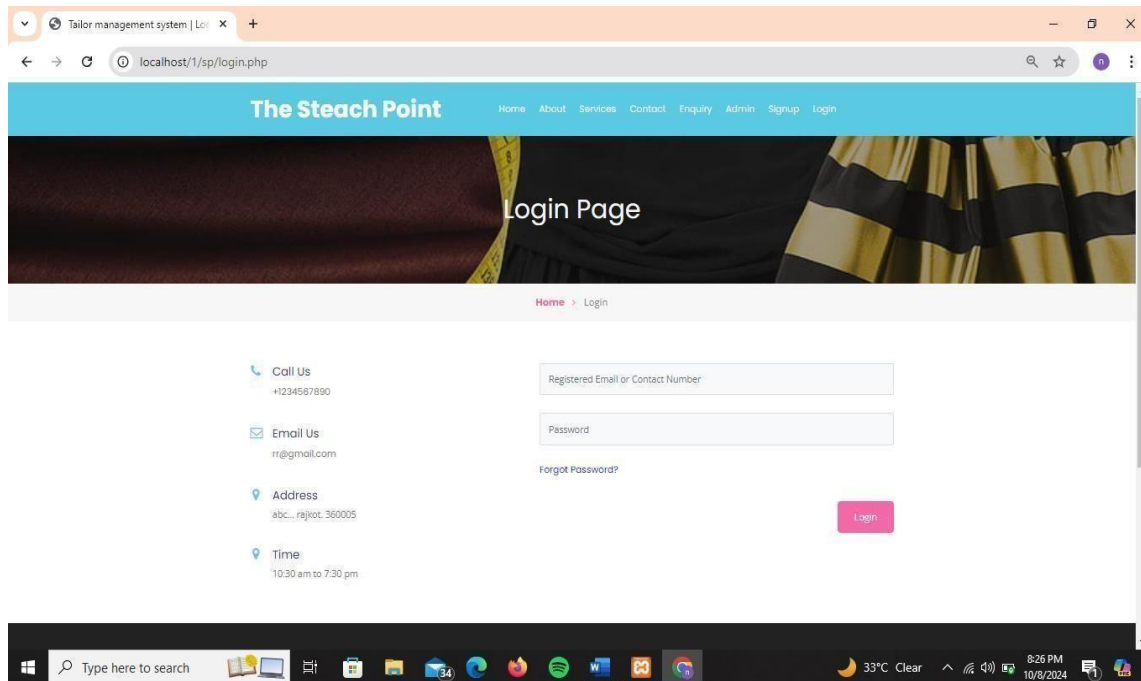 Tailor management system | Lo
localhost/1/sp/login.php
n
The Steach Point
Home About Services Contact Enquiry Admin Signup Login
Login Page
Home > Login
Call Us
+1234567890
Email Us
rr@gmail.com
Address
abc... rajkot. 360005
Time
10:30 am to 7:30 pm
Registered Email or Contact Number
Password
Forgot Password?
Login
Type here to search
34
33°C Clear
8:26 PM
10/8/2024
1